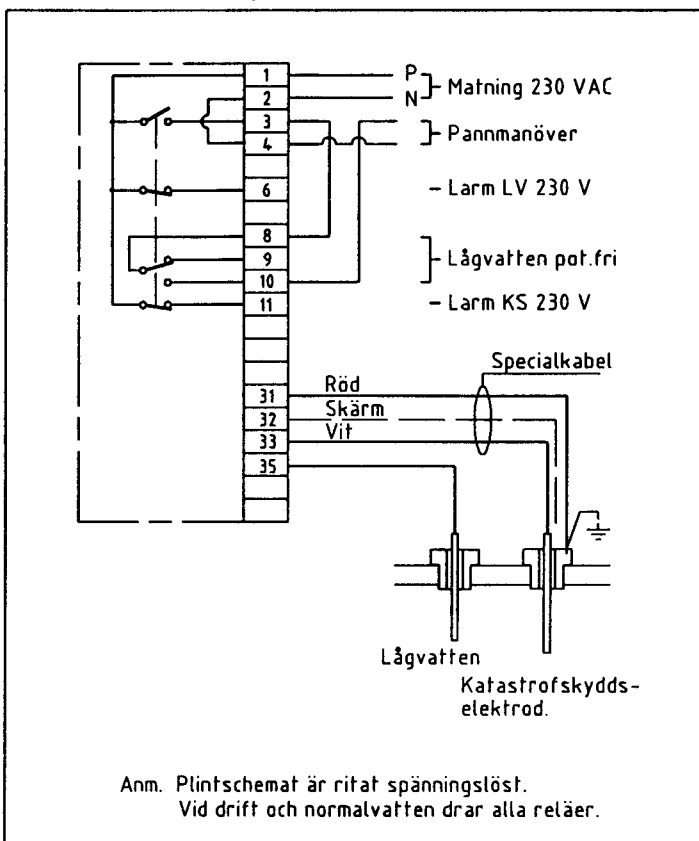 1
P
Matning 230 VAC
2
N
3
Pannmanöver
4
6
Larm LV 230 V
8
9
Lågvatten pot.fri
10
11
Larm KS 230 V
Specialkabel
31
Röd
32
Skärm
33
Vit
35
Lågvatten
Katastrofskydds-
elektrod.
Anm. Plintschemat är ritat spänningslöst.
Vid drift och normalvatten drar alla reläer.